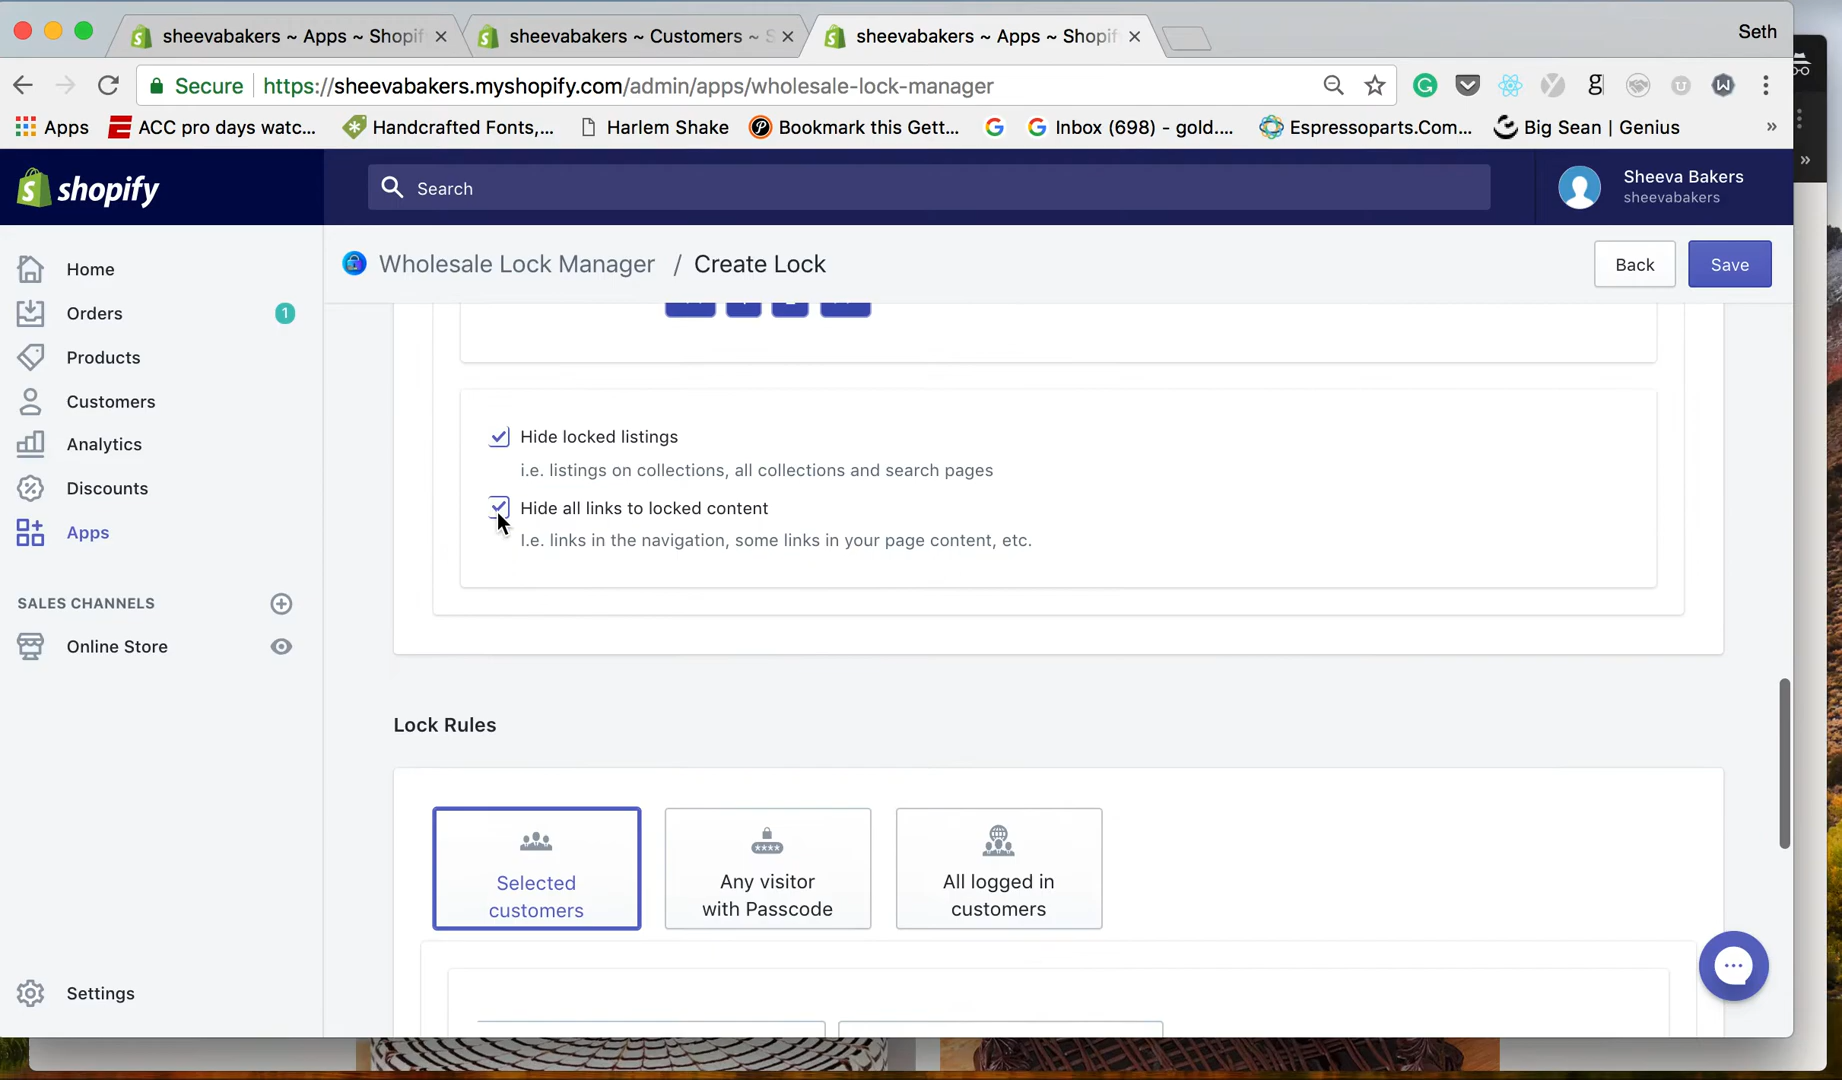 sheevabakers ~ Apps ~ Shopif
sheevabakers ~ Customers ~ S
sheevabakers ~ Apps ~ Shopif
Seth
Secure
https://sheevabakers.myshopify.com/admin/apps/wholesale-lock-manager
Apps
ACC pro days watc...
Handcrafted Fonts,...
Harlem Shake
Bookmark this Gett...
Inbox (698) - gold....
Espressoparts.Com...
Big Sean | Genius
»
shopify
Search
Sheeva Bakers
sheevabakers
Home
Orders
1
Products
Customers
Analytics
Discounts
Apps
SALES CHANNELS
Online Store
Settings
Wholesale Lock Manager / Create Lock
Back
Save
Hide locked listings
i.e. listings on collections, all collections and search pages
Hide all links to locked content
I.e. links in the navigation, some links in your page content, etc.
Lock Rules
Selected
customers
Any visitor
with Passcode
All logged in
customers